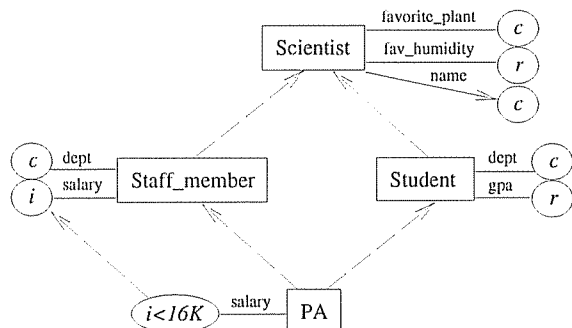 favorite_plant
c
Scientist
fav_humidity
r
name
c
c
dept
i
salary
Staff_member
Student
dept
c
gpa
r
i<16K
salary
PA